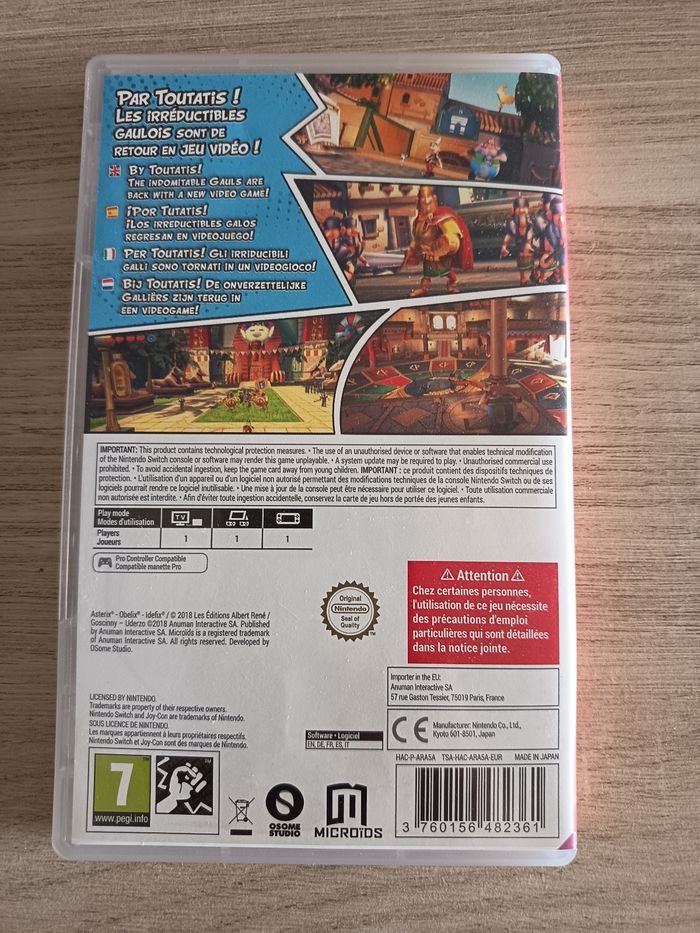 PAR TOUTATIS !
LES IRRÉDUCTIBLES
GAULOIS SONT DE
RETOUR EN JEU VIDÉO !
BY TOUTATIS!
THE INDOMITABLE GAULS ARE
BACK WITH A NEW VIDEO GAME!
¡POR TUTATIS!
¡LOS IRREDUCTIBLES GALOS
REGRESAN EN VIDEOJUEGO!
PER TOUTATIS! GLI IRRIDUCIBILI
GALLI SONO TORNATI IN UN VIDEOGIOCO!
BIJ TOUTATIS! DE ONVERZETTELIJKE
GALLIËRS ZIJN TERUG IN
EEN VIDEOGAME!
IMPORTANT: This product contains technological protection measures. • The use of an unauthorised device or software that enables technical modification
of the Nintendo Switch console or software may render this game unplayable. • A system update may be required to play. • Unauthorised commercial use
prohibited. • To avoid accidental ingestion, keep the game card away from young children. IMPORTANT : ce produit contient des dispositifs techniques de
protection. • L'utilisation d'un appareil ou d'un logiciel non autorisé permettant des modifications techniques de la console Nintendo Switch ou de ses
logiciels pourrait rendre ce logiciel inutilisable. • Une mise à jour de la console peut être nécessaire pour utiliser ce logiciel. • Toute utilisation commerciale
non autorisée est interdite. • Afin d'éviter toute ingestion accidentelle, conservez la carte de jeu hors de portée des jeunes enfants.
Play mode
Modes d'utilisation
TV
Players
Joueurs
1
1
1
Pro Controller Compatible
Compatible manette Pro
Original
Nintendo
Seal of
Quality
TM
Attention
Chez certaines personnes,
l'utilisation de ce jeu nécessite
des précautions d'emploi
particulières qui sont détaillées
dans la notice jointe.
Asterix® - Obelix® - Idefix® / © 2018 Les Éditions Albert René /
Goscinny – Uderzo ©2018 Anuman Interactive SA. Published
by Anuman Interactive SA. Microids is a registered trademark
of Anuman Interactive SA. All rights reserved. Developed by
OSome Studio.
Importer in the EU:
Anuman Interactive SA
57 rue Gaston Tessier, 75019 Paris, France
LICENSED BY NINTENDO.
Trademarks are property of their respective owners.
Nintendo Switch and Joy-Con are trademarks of Nintendo.
SOUS LICENCE DE NINTENDO.
Les marques appartiennent à leurs propriétaires respectifs.
Nintendo Switch et Joy-Con sont des marques de Nintendo.
Software • Logiciel
EN, DE, FR, ES, IT
CE
Manufacturer: Nintendo Co., Ltd.,
Kyoto 601-8501, Japan
HAC-P-ARA5A TSA-HAC-ARA5A-EUR MADE IN JAPAN
7
www.pegi.info
OSOME
STUDIO
MICROÏDS
3 760156 482361